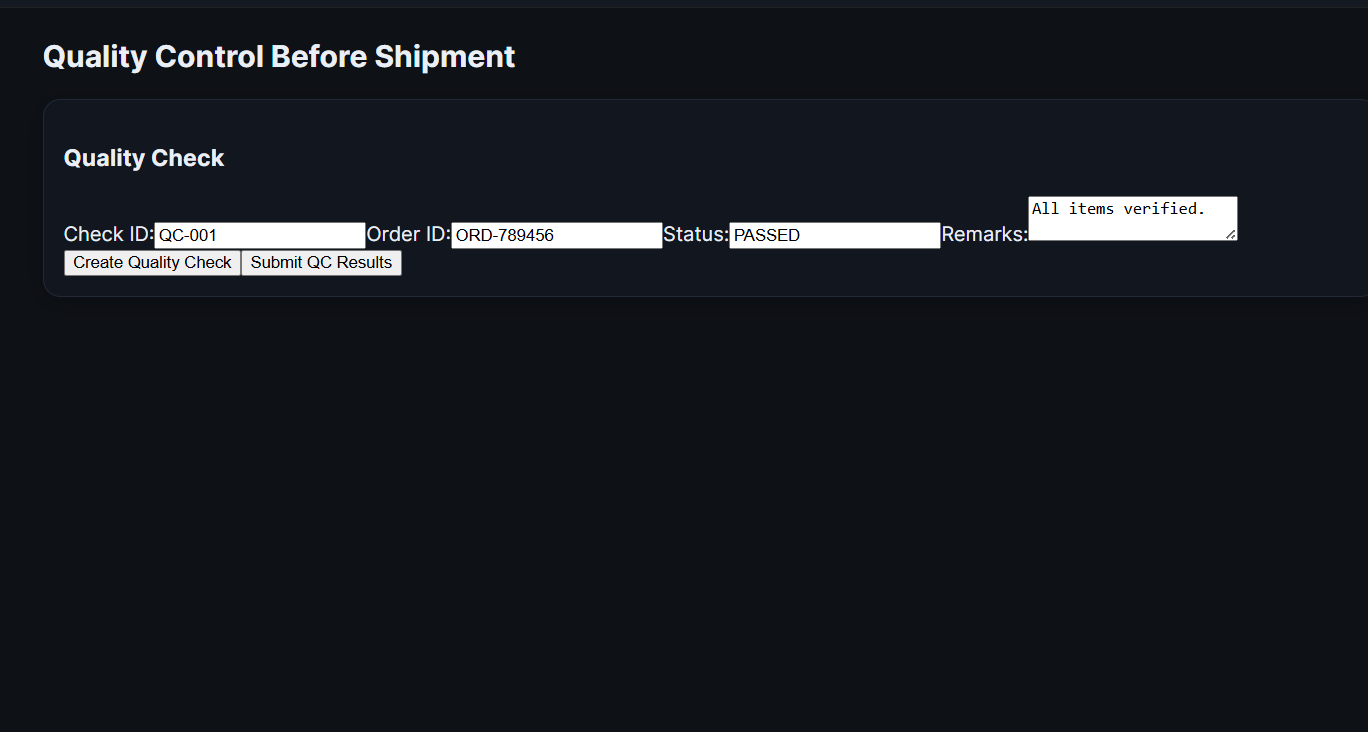 Quality Control Before Shipment
Quality Check
Check ID: QC-001 Order ID: ORD-789456 Status: PASSED Remarks: All items verified.
Create Quality Check Submit QC Results